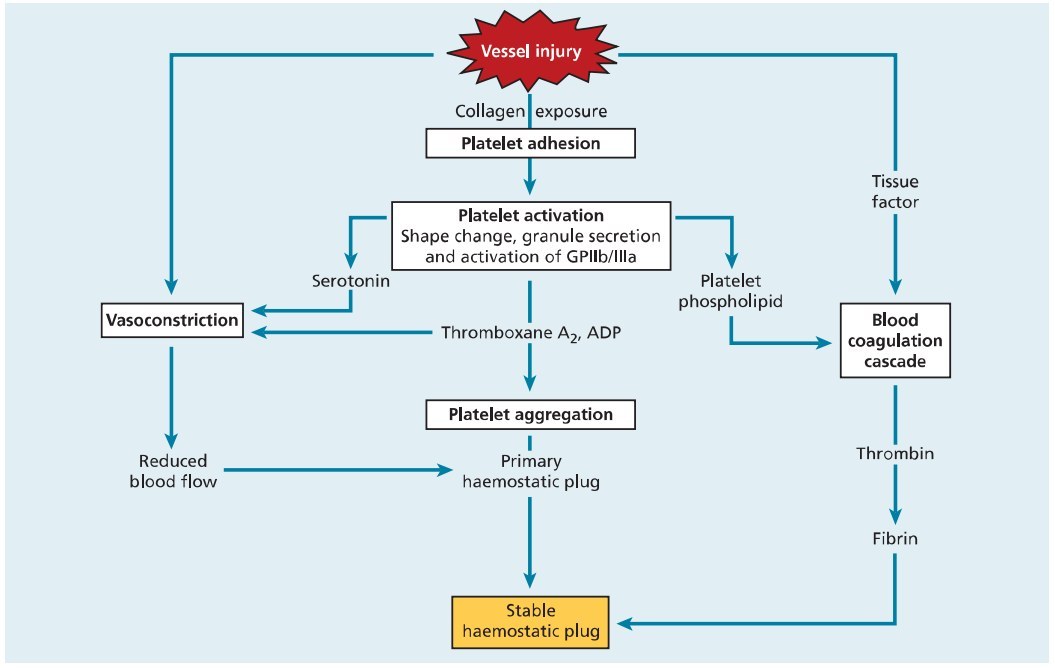 Vessel injury
Collagen exposure
Platelet adhesion
Tissue
factor
Platelet activation
Shape change, granule secretion
and activation of GPIIb/IIIa
Serotonin
Platelet
phospholipid
Vasoconstriction
Thromboxane A₂, ADP
Blood
coagulation
cascade
Platelet aggregation
Reduced
blood flow
Primary
haemostatic plug
Thrombin
Fibrin
Stable
haemostatic plug